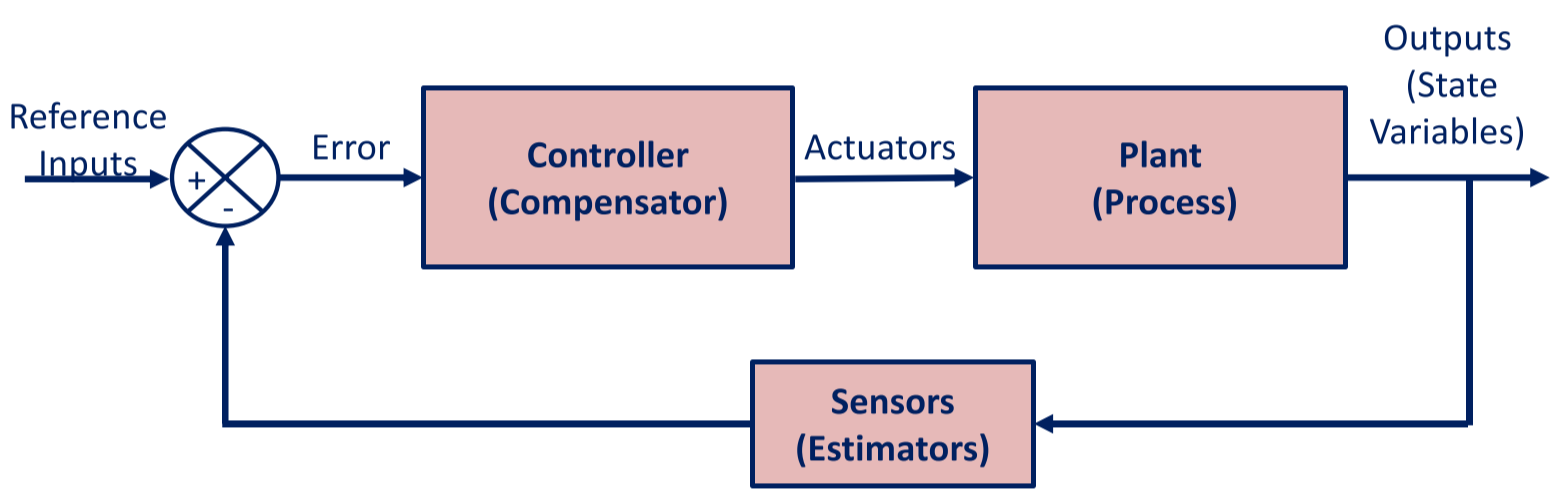 Reference
Inputs
+
-
Error
Controller
(Compensator)
Actuators
Plant
(Process)
Outputs
(State
Variables)
Sensors
(Estimators)